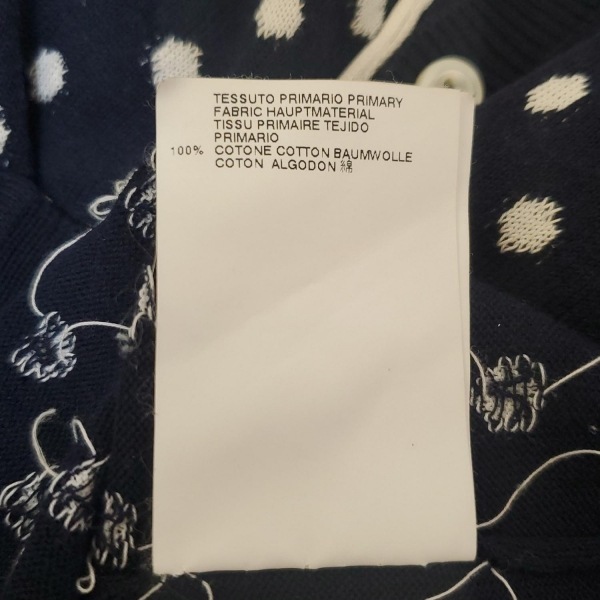 TESSUTO PRIMARIO PRIMARY
FABRIC HAUPTMATERIAL
TISSU PRIMAIRE TEJIDO
PRIMARIO
100% COTONE COTTON BAUMWOLLE
COTON ALGODON 綿